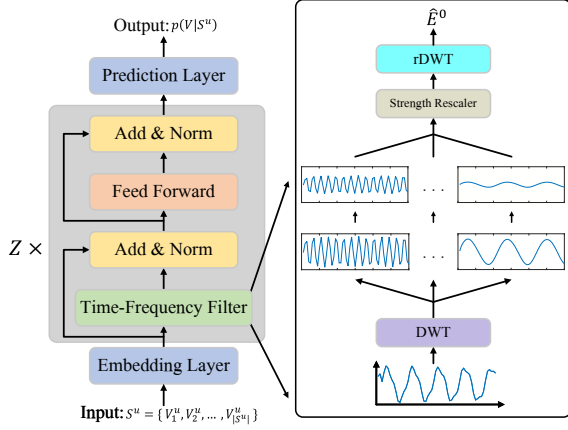 Output: p(V|S^u)
Prediction Layer
Add & Norm
Feed Forward
Z ×
Add & Norm
Time-Frequency Filter
Embedding Layer
Input: S^u = {V_1^u, V_2^u, ..., V_{|S^u|}^u}
Ê^0
rDWT
Strength Rescaler
. . .
. . .
DWT